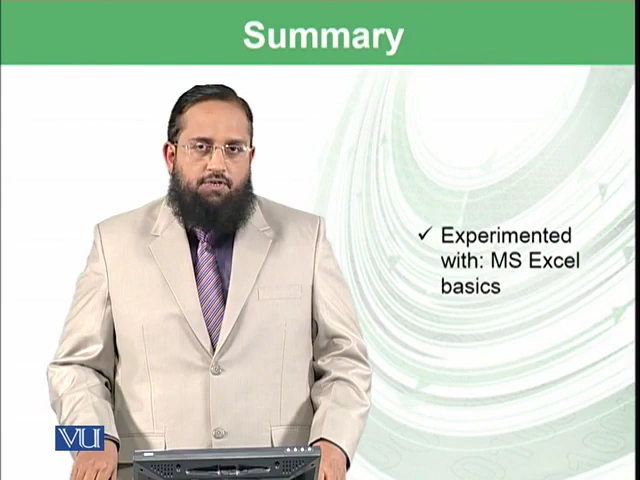 Summary
✓ Experimented
with: MS Excel
basics
VU